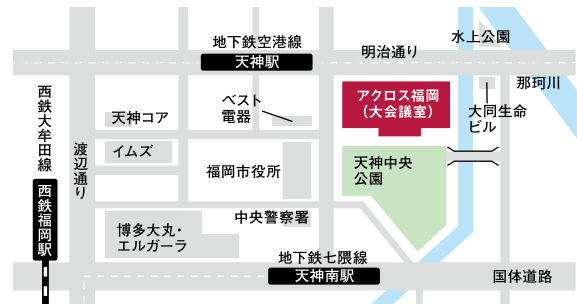 水上公園
地下鉄空港線
明治通り
天神駅
那珂川
西鉄大牟田線
アクロス福岡
（大会議室）
ベスト
電器
天神コア
大同生命
ビル
渡辺通り
イムズ
天神中央
公園
福岡市役所
西鉄福岡駅
中央警察署
博多大丸・
エルガーラ
地下鉄七隈線
天神南駅
国体道路